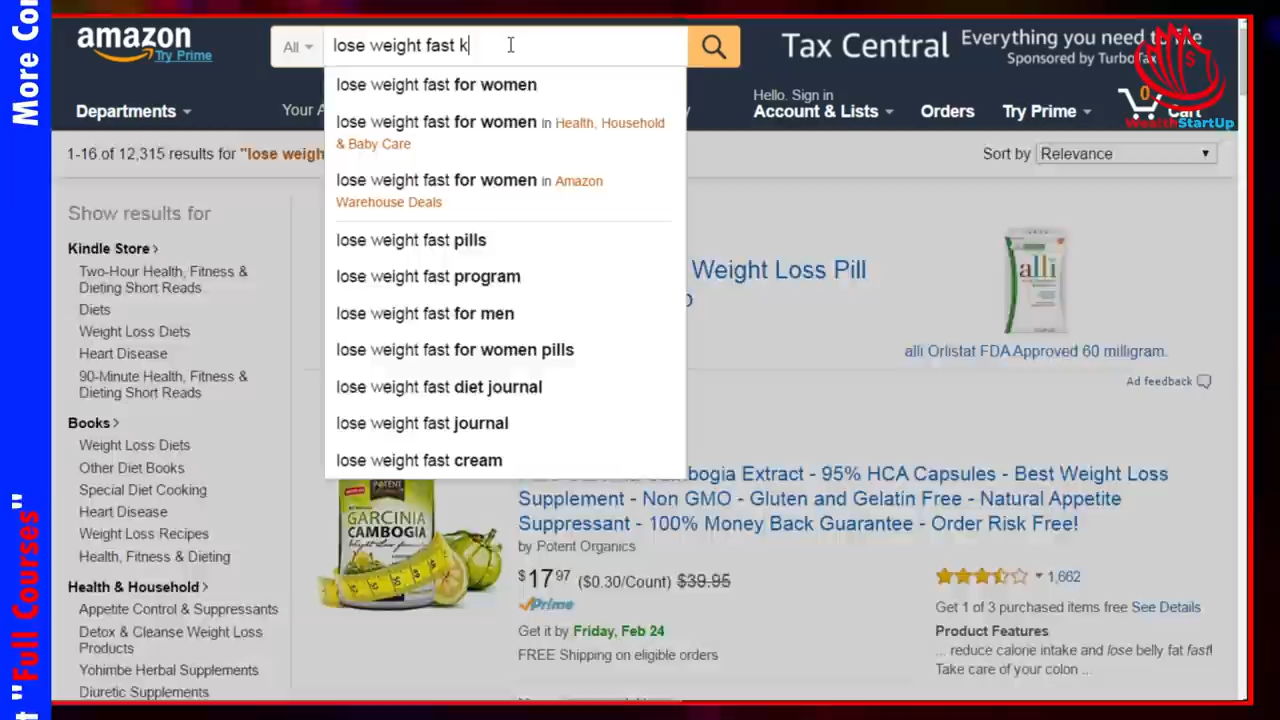 More Co
t "Full Courses"
amazon
Try Prime
All
lose weight fast k
Tax Central
Everything you need to file
Sponsored by TurboTax
WealthStartUp
Departments
Your A
y
Hello. Sign in
Account & Lists
Orders
Try Prime
0
Cart
1-16 of 12,315 results for "lose weigh
Sort by
Relevance
lose weight fast for women
lose weight fast for women in Health, Household
& Baby Care
lose weight fast for women in Amazon
Warehouse Deals
lose weight fast pills
lose weight fast program
lose weight fast for men
lose weight fast for women pills
lose weight fast diet journal
lose weight fast journal
lose weight fast cream
Show results for
Kindle Store
Two-Hour Health, Fitness &
Dieting Short Reads
Diets
Weight Loss Diets
Heart Disease
90-Minute Health, Fitness &
Dieting Short Reads
Books
Weight Loss Diets
Other Diet Books
Special Diet Cooking
Heart Disease
Weight Loss Recipes
Health, Fitness & Dieting
Health & Household
Appetite Control & Suppressants
Detox & Cleanse Weight Loss
Products
Yohimbe Herbal Supplements
Diuretic Supplements
Weight Loss Pill
alli
alli Orlistat FDA Approved 60 milligram.
Ad feedback
Cambogia Extract - 95% HCA Capsules - Best Weight Loss
Supplement - Non GMO - Gluten and Gelatin Free - Natural Appetite
Suppressant - 100% Money Back Guarantee - Order Risk Free!
by Potent Organics
POTENT
GARCINIA
CAMBOGIA
$17.97 ($0.30/Count) $39.95
Prime
Get it by Friday, Feb 24
FREE Shipping on eligible orders
1,662
Get 1 of 3 purchased items free See Details
Product Features
... reduce calorie intake and lose belly fat fast!
Take care of your colon ...